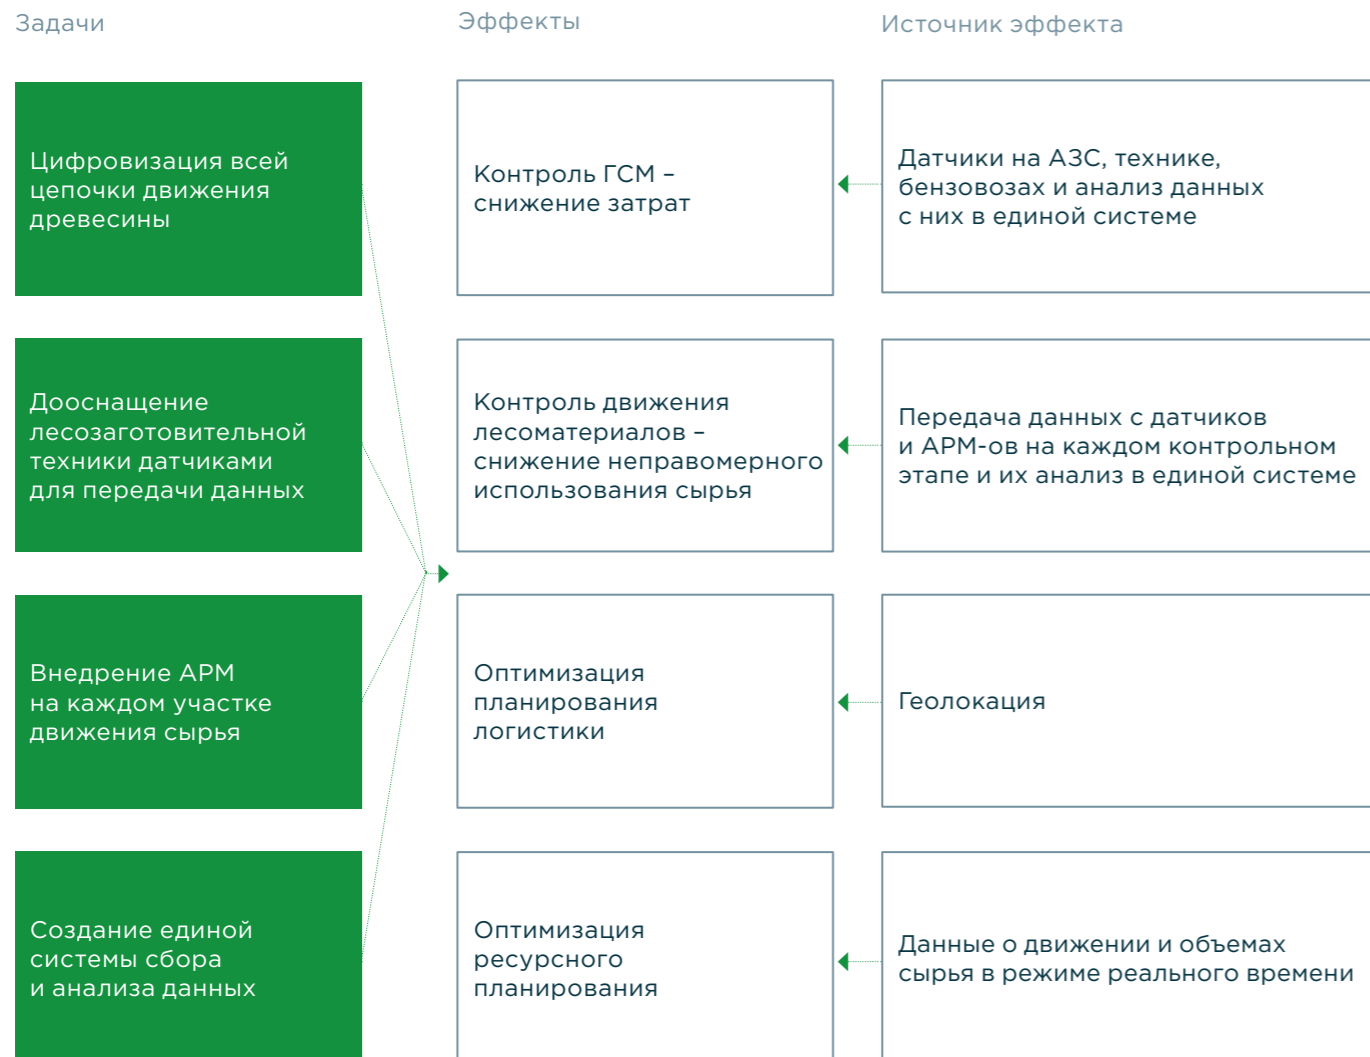 Задачи
Эффекты
Источник эффекта
Цифровизация всей
цепочки движения
древесины
Контроль ГСМ –
снижение затрат
Датчики на АЗС, технике,
бензовозах и анализ данных
с них в единой системе
Дооснащение
лесозаготовительной
техники датчиками
для передачи данных
Контроль движения
лесоматериалов –
снижение неправомерного
использования сырья
Передача данных с датчиков
и АРМ-ов на каждом контрольном
этапе и их анализ в единой системе
Внедрение АРМ
на каждом участке
движения сырья
Оптимизация
планирования
логистики
Геолокация
Создание единой
системы сбора
и анализа данных
Оптимизация
ресурсного
планирования
Данные о движении и объемах
сырья в режиме реального времени